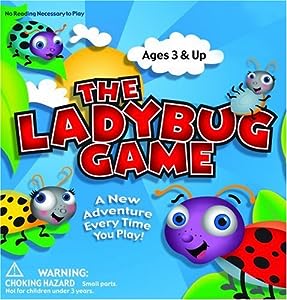 No Reading Necessary to Play
Ages 3 & Up
THE
LADYBUG
GAME
A New
Adventure
Every Time
You Play!
WARNING:
CHOKING HAZARD Small parts.
Not for children under 3 years.